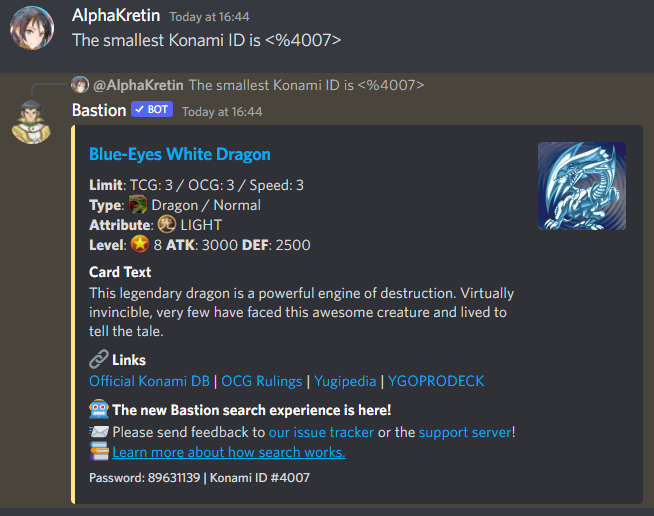 AlphaKretin Today at 16:44
The smallest Konami ID is <%4007>
@AlphaKretin The smallest Konami ID is <%4007>
Bastion ✓ BOT Today at 16:44
Blue-Eyes White Dragon
Limit: TCG: 3 / OCG: 3 / Speed: 3
Type: Dragon / Normal
Attribute: 光 LIGHT
Level: 8 ATK: 3000 DEF: 2500
Card Text
This legendary dragon is a powerful engine of destruction. Virtually
invincible, very few have faced this awesome creature and lived to
tell the tale.
Links
Official Konami DB | OCG Rulings | Yugipedia | YGOPRODECK
The new Bastion search experience is here!
Please send feedback to our issue tracker or the support server!
Learn more about how search works.
Password: 89631139 | Konami ID #4007